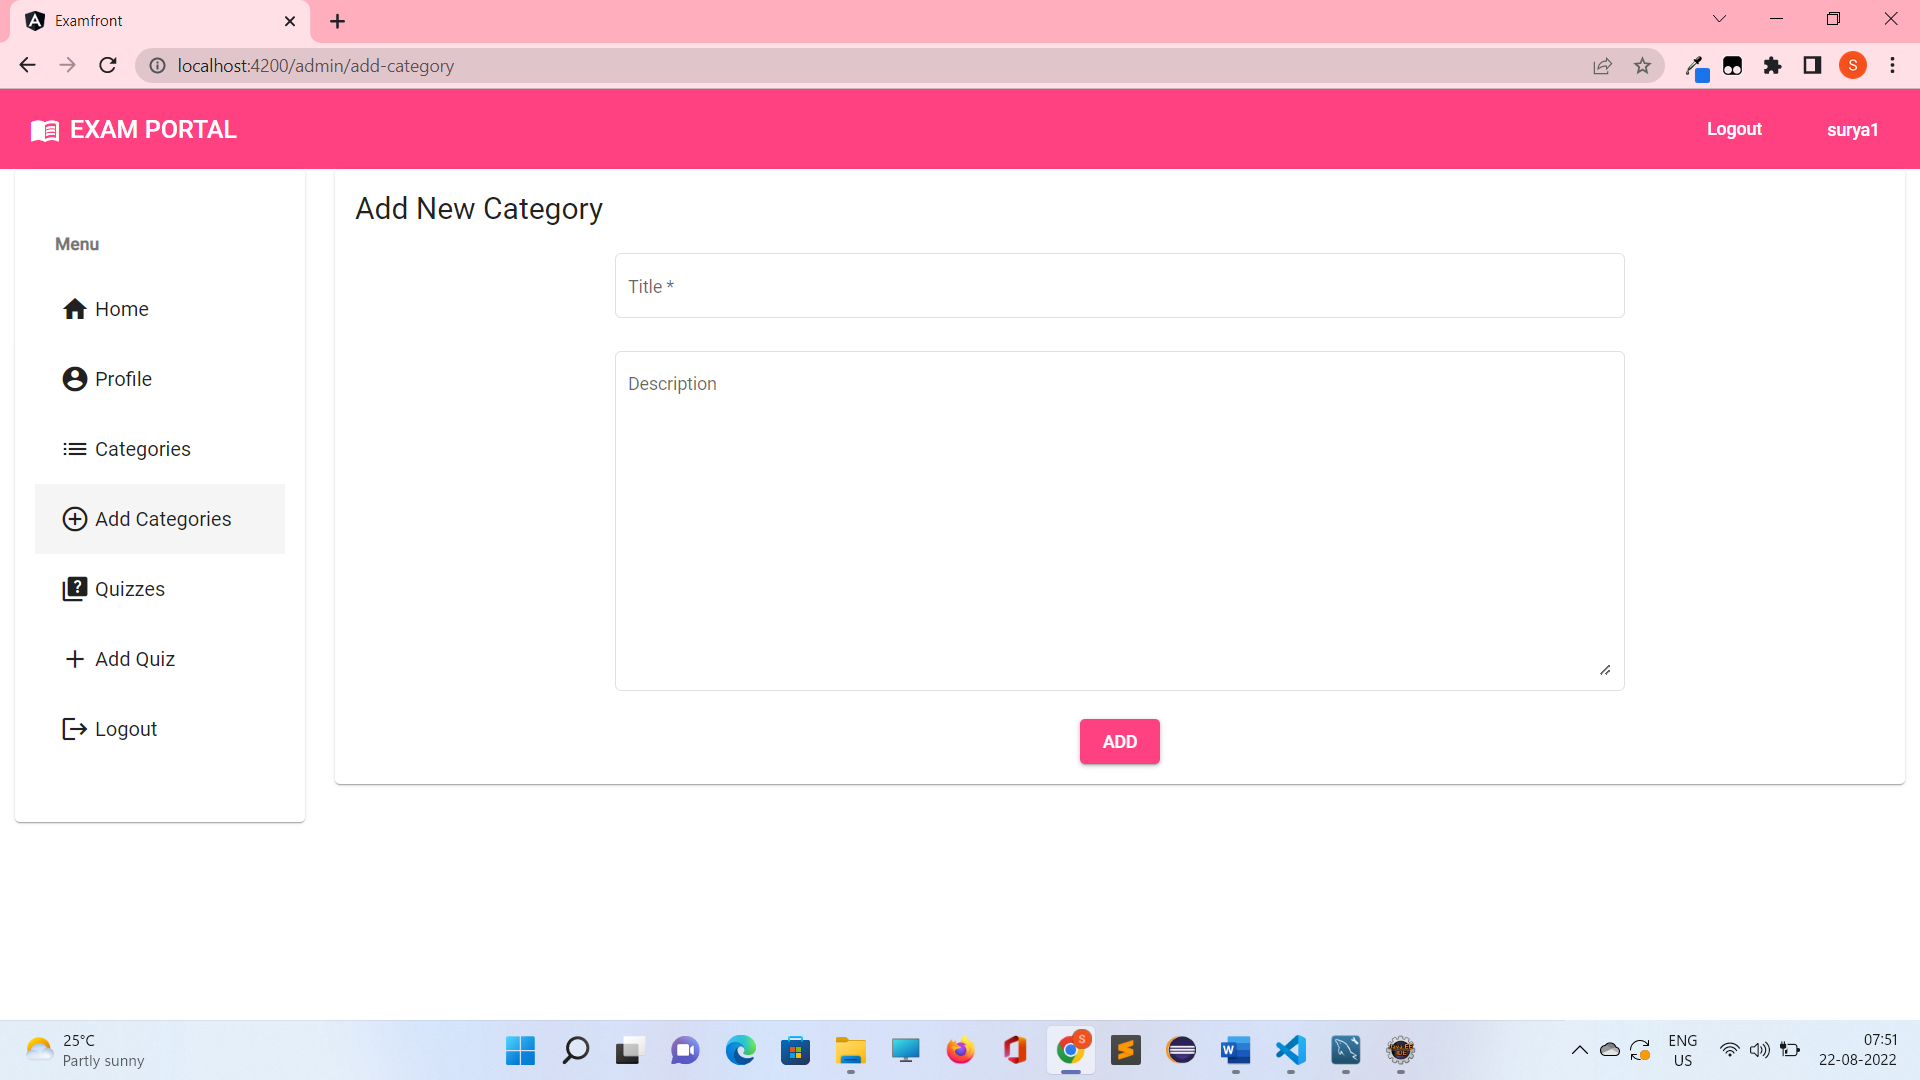 Examfront
localhost:4200/admin/add-category
S
EXAM PORTAL
Logout
surya1
Menu
Home
Profile
Categories
Add Categories
Quizzes
Add Quiz
Logout
Add New Category
Title *
Description
ADD
25°C
Partly sunny
S
ENG
US
07:51
22-08-2022